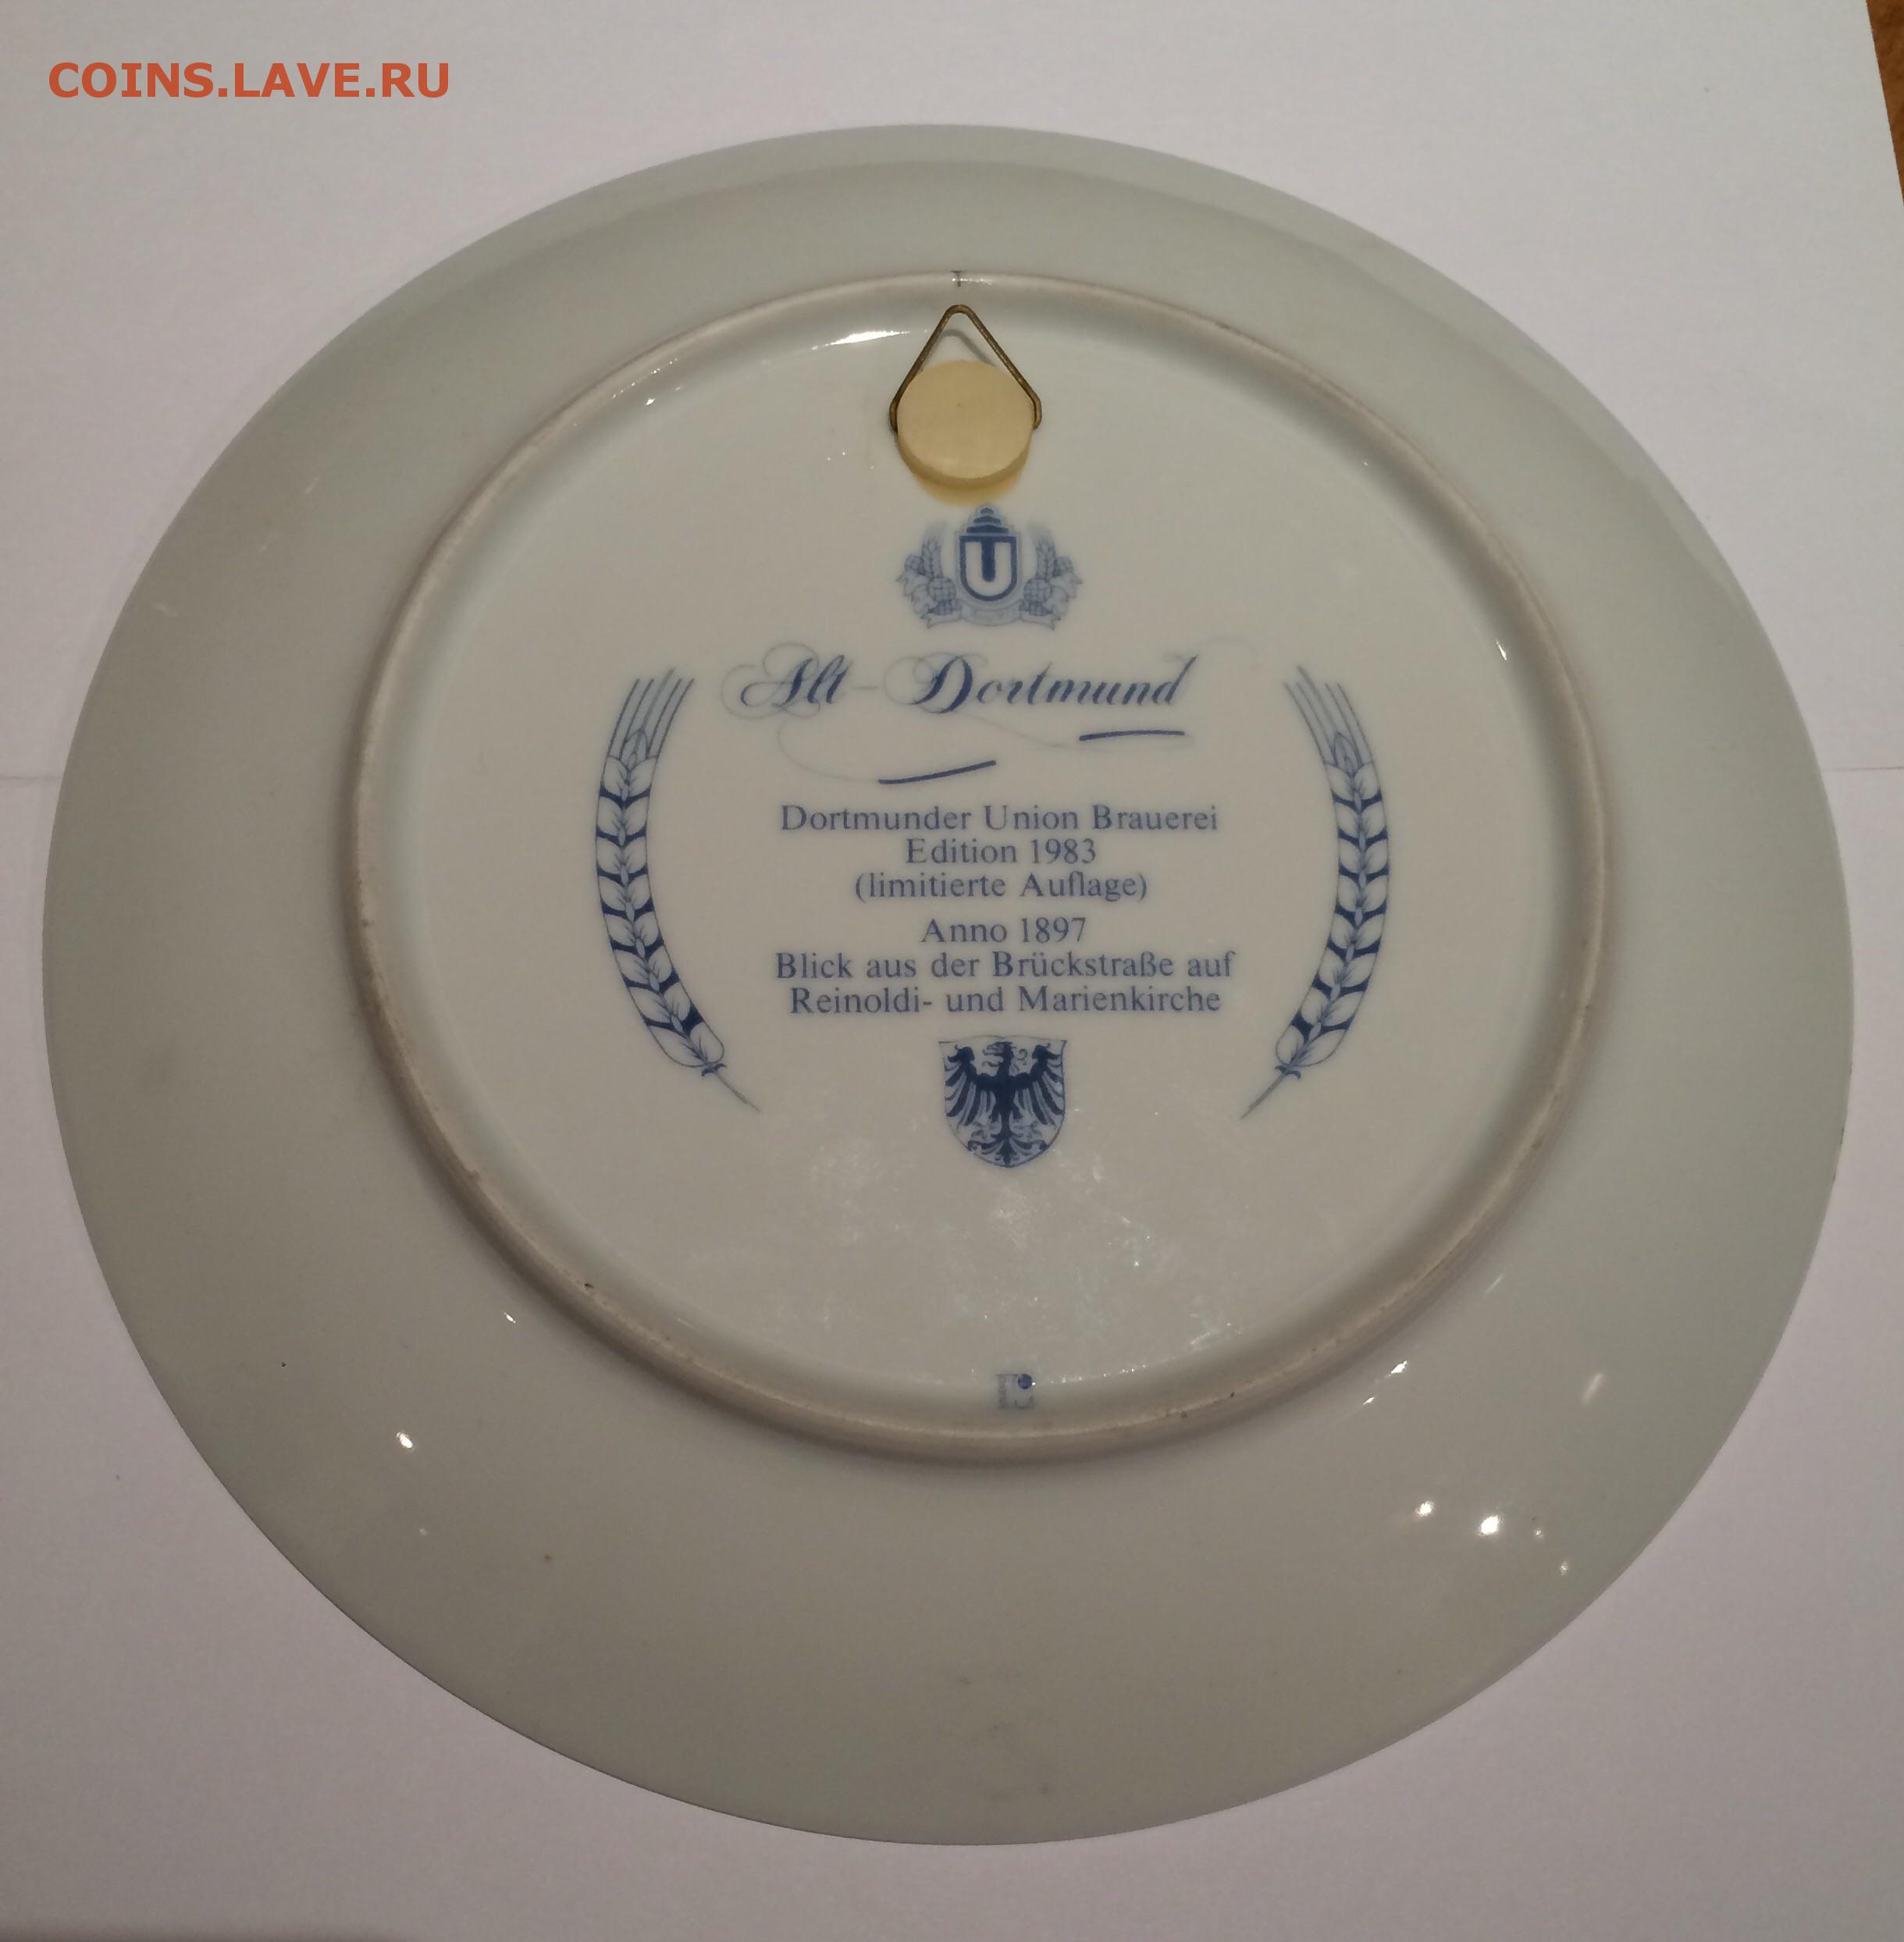 COINS.LAVE.RU
U
Alt-Dortmund
Dortmunder Union Brauerei
Edition 1983
(limitierte Auflage)
Anno 1897
Blick aus der Brückstraße auf
Reinoldi- und Marienkirche